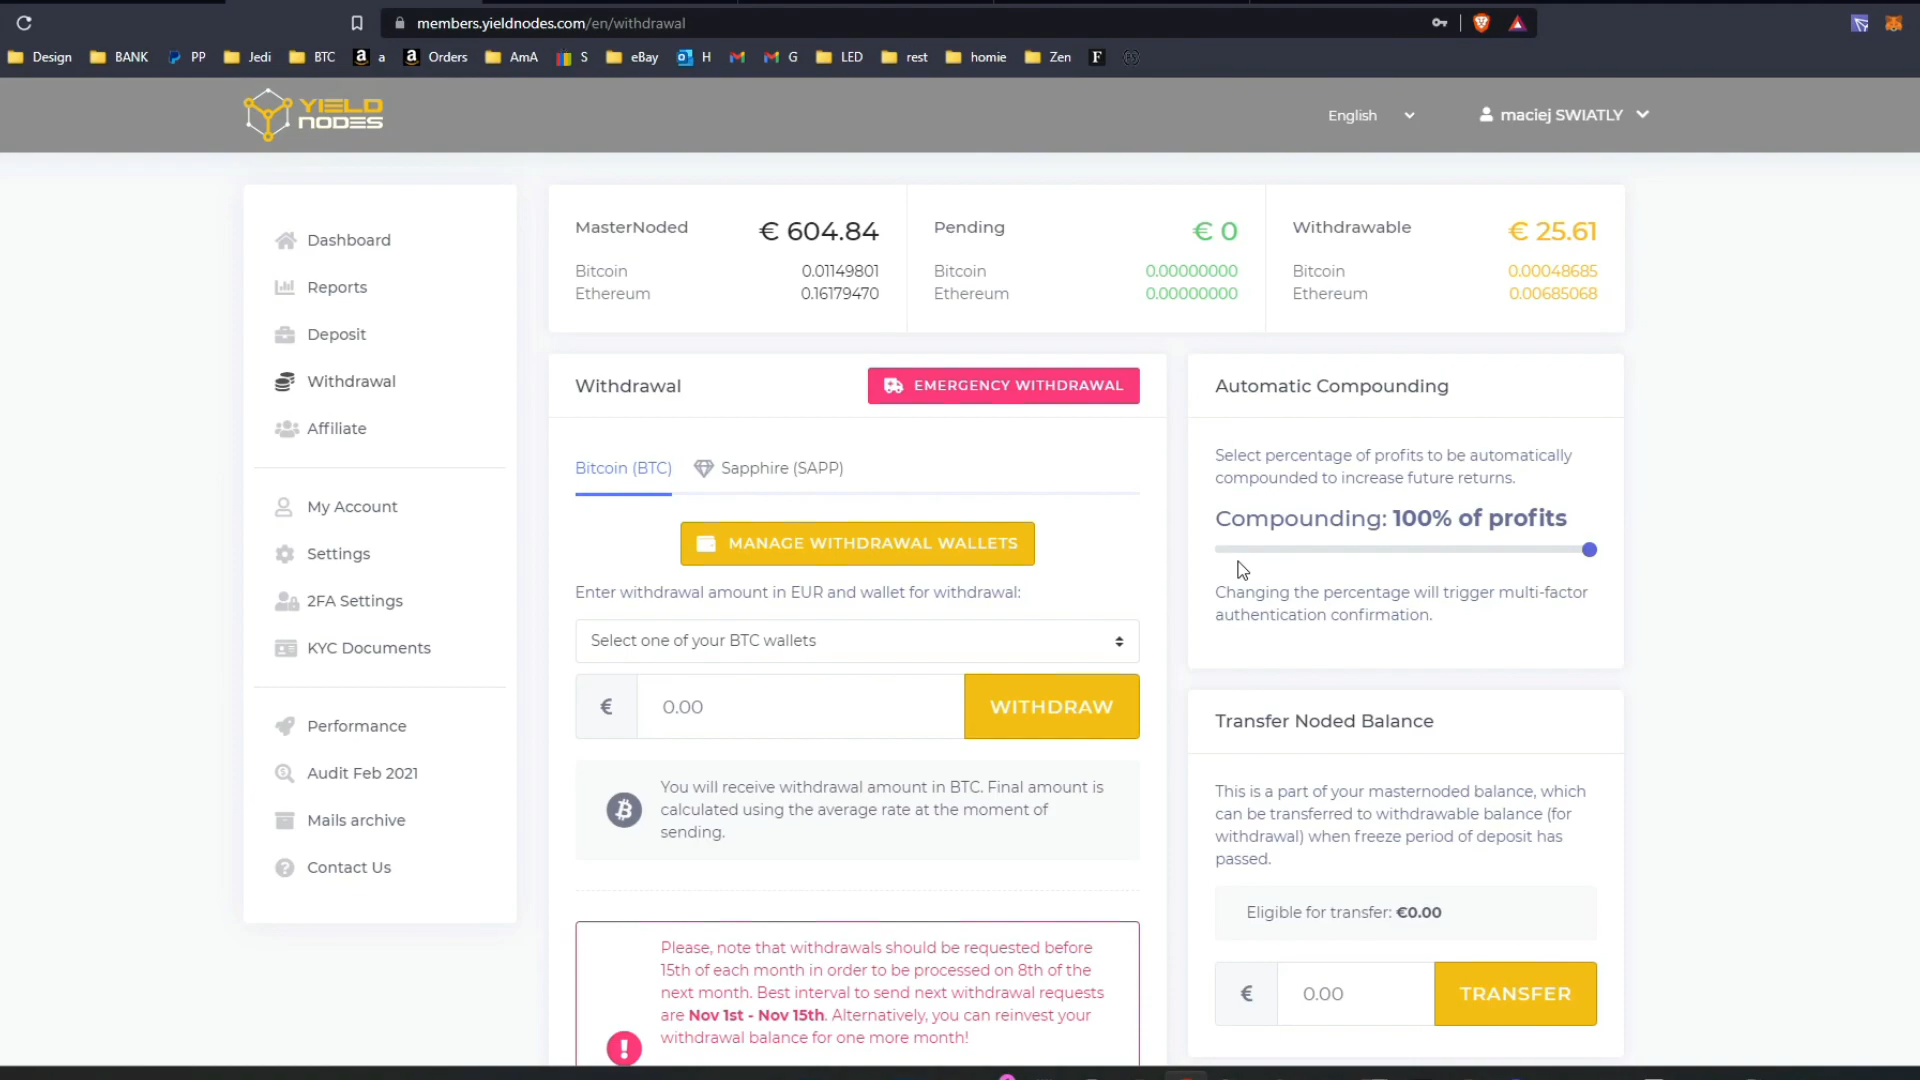 members.yieldnodes.com/en/withdrawal
Design BANK PP Jedi BTC a Orders AmA S eBay H G LED rest homie Zen
YIELD
NODES
English
maciej SWIATLY
Dashboard
Reports
Deposit
Withdrawal
Affiliate
My Account
Settings
2FA Settings
KYC Documents
Performance
Audit Feb 2021
Mails archive
Contact Us
MasterNoded € 604.84
Bitcoin 0.01149801
Ethereum 0.16179470
Pending € 0
Bitcoin 0.00000000
Ethereum 0.00000000
Withdrawable € 25.61
Bitcoin 0.00048685
Ethereum 0.00685068
Withdrawal
EMERGENCY WITHDRAWAL
Bitcoin (BTC) Sapphire (SAPP)
MANAGE WITHDRAWAL WALLETS
Enter withdrawal amount in EUR and wallet for withdrawal:
Select one of your BTC wallets
€ 0.00 WITHDRAW
You will receive withdrawal amount in BTC. Final amount is
calculated using the average rate at the moment of
sending.
Please, note that withdrawals should be requested before
15th of each month in order to be processed on 8th of the
next month. Best interval to send next withdrawal requests
are Nov 1st - Nov 15th. Alternatively, you can reinvest your
withdrawal balance for one more month!
Automatic Compounding
Select percentage of profits to be automatically
compounded to increase future returns.
Compounding: 100% of profits
Changing the percentage will trigger multi-factor
authentication confirmation.
Transfer Noded Balance
This is a part of your masternoded balance, which
can be transferred to withdrawable balance (for
withdrawal) when freeze period of deposit has
passed.
Eligible for transfer: €0.00
€ 0.00 TRANSFER